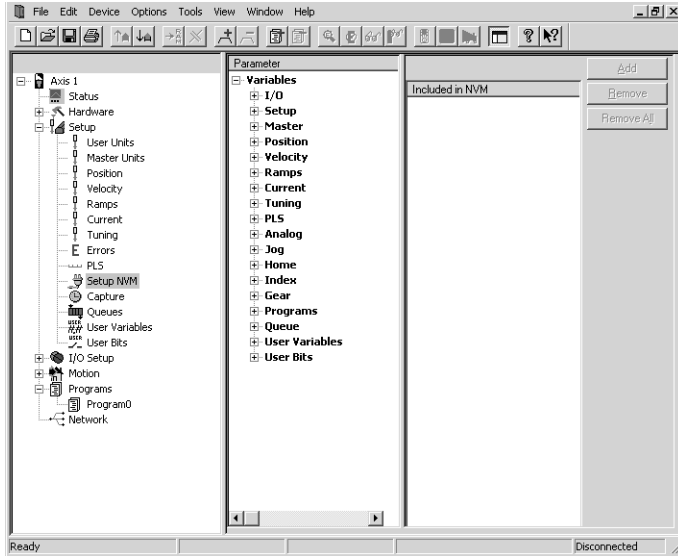 File Edit Device Options Tools View Window Help
Axis 1
Status
Hardware
Setup
User Units
Master Units
Position
Velocity
Ramps
Current
Tuning
E Errors
PLS
Setup NVM
Capture
Queues
USER #.# User Variables
USER User Bits
I/O Setup
Motion
Programs
Program0
Network
Parameter
Variables
I/O
Setup
Master
Position
Velocity
Ramps
Current
Tuning
PLS
Analog
Jog
Home
Index
Gear
Programs
Queue
User Variables
User Bits
Included in NVM
Add
Remove
Remove All
Ready
Disconnected